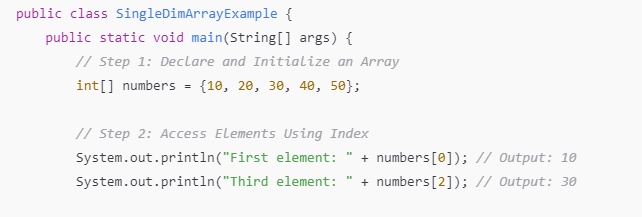 public class SingleDimArrayExample {
    public static void main(String[] args) {
        // Step 1: Declare and Initialize an Array
        int[] numbers = {10, 20, 30, 40, 50};

        // Step 2: Access Elements Using Index
        System.out.println("First element: " + numbers[0]); // Output: 10
        System.out.println("Third element: " + numbers[2]); // Output: 30